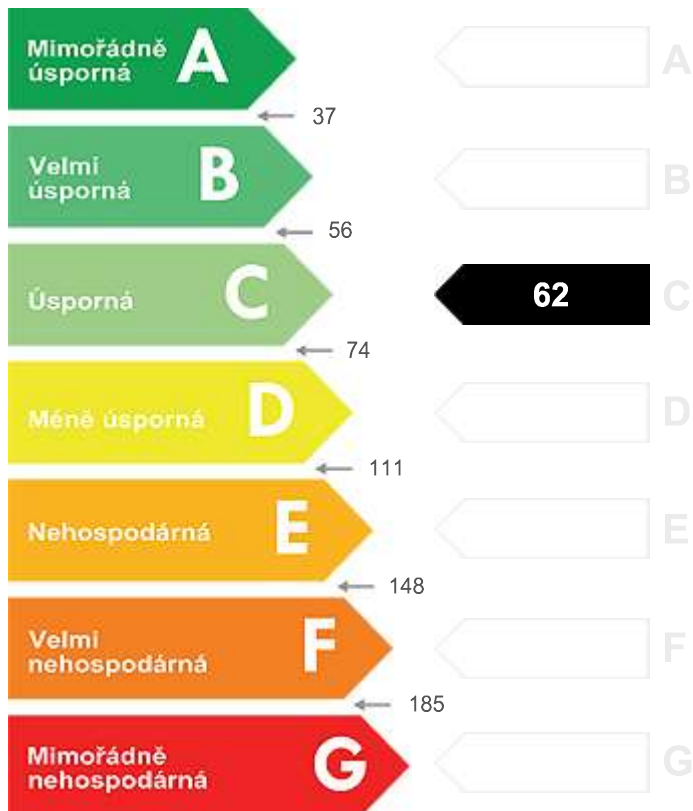 Mimořádně
úsporná
A
A
37
Velmi
úsporná
B
B
56
Úsporná
C
62
C
74
Méně úsporná
D
D
111
Nehospodárná
E
E
148
Velmi
nehospodárná
F
F
185
Mimořádně
nehospodárná
G
G